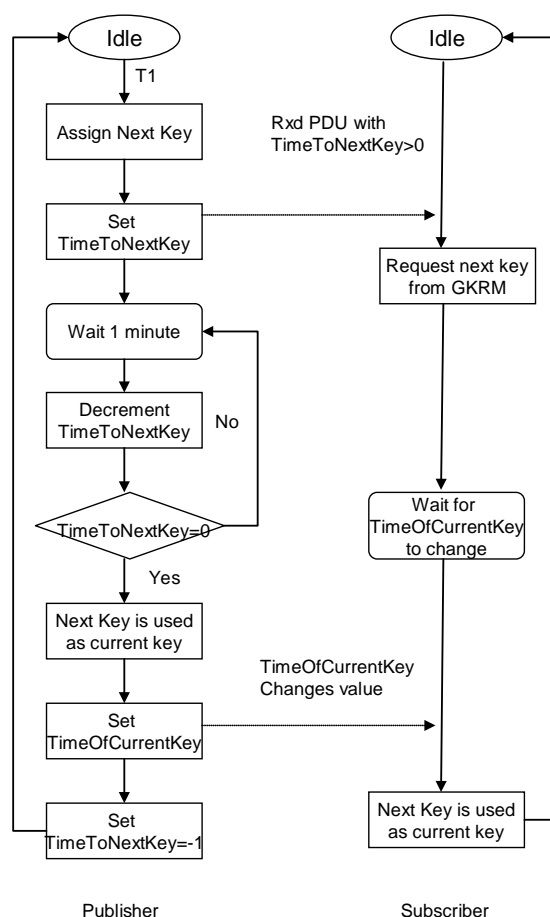 Idle
T1
Assign Next Key
Set
TimeToNextKey
Wait 1 minute
Decrement
TimeToNextKey
No
TimeToNextKey=0
Yes
Next Key is used
as current key
Set
TimeOfCurrentKey
Set
TimeToNextKey=-1
Publisher
Idle
Rxd PDU with
TimeToNextKey>0
Request next key
from GKRM
Wait for
TimeOfCurrentKey
to change
TimeOfCurrentKey
Changes value
Next Key is used
as current key
Subscriber